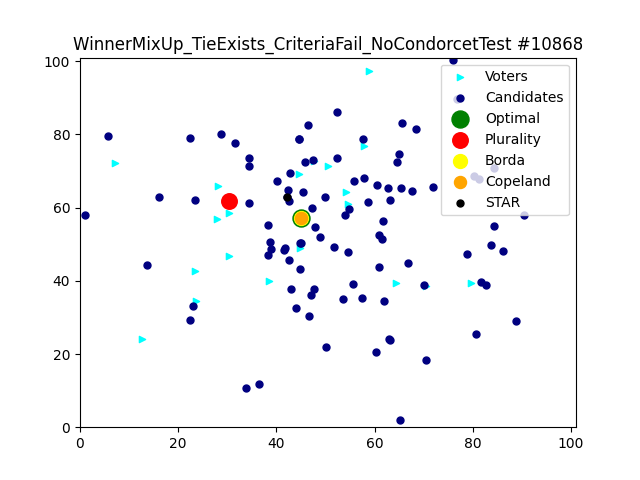 WinnerMixUp_TieExists_CriteriaFail_NoCondorcetTest #10868
100
80
60
40
20
0
0 20 40 60 80 100
Voters
Candidates
Optimal
Plurality
Borda
Copeland
STAR